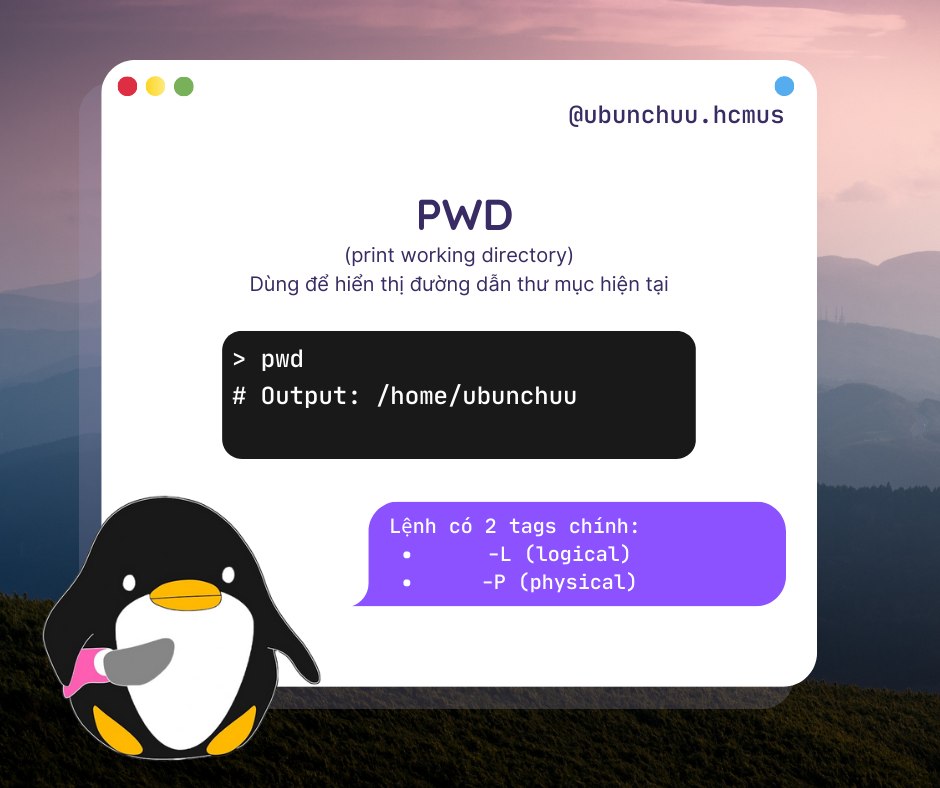 @ubunchuu.hcmus
PWD
(print working directory)
Dùng để hiển thị đường dẫn thư mục hiện tại
> pwd
# Output: /home/ubunchuu
Lệnh có 2 tags chính:
• -L (logical)
• -P (physical)